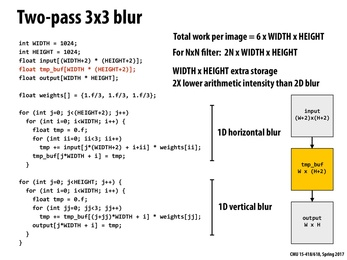 Two-pass 3x3 blur
int WIDTH = 1024;
int HEIGHT = 1024;
float input[(WIDTH+2) * (HEIGHT+2)];
float tmp_buf[WIDTH * (HEIGHT+2)];
float output[WIDTH * HEIGHT];
float weights[] = {1.f/3, 1.f/3, 1.f/3};
for (int j=0; j<(HEIGHT+2); j++)
for (int i=0; i<WIDTH; i++) {
float tmp = 0.f;
for (int ii=0; ii<3; ii++)
tmp += input[j*(WIDTH+2) + i+ii] * weights[ii];
tmp_buf[j*WIDTH + i] = tmp;
}
for (int j=0; j<HEIGHT; j++) {
for (int i=0; i<WIDTH; i++) {
float tmp = 0.f;
for (int jj=0; jj<3; jj++)
tmp += tmp_buf[(j+jj)*WIDTH + i] * weights[jj];
output[j*WIDTH + i] = tmp;
}
}
Total work per image = 6 x WIDTH x HEIGHT
For NxN filter: 2N x WIDTH x HEIGHT
WIDTH x HEIGHT extra storage
2X lower arithmetic intensity than 2D blur
1D horizontal blur
1D vertical blur
input
(W+2)x(H+2)
tmp_buf
W x (H+2)
output
W x H
CMU 15-418/618, Spring 2017